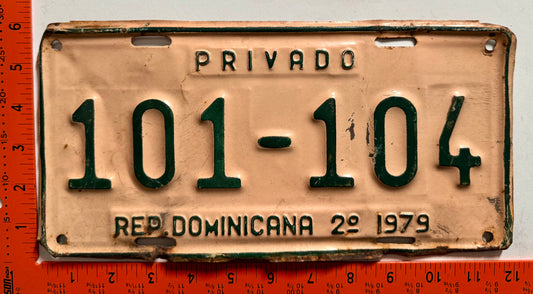 PRIVADO
101-104
REP. DOMINICANA 2º 1979